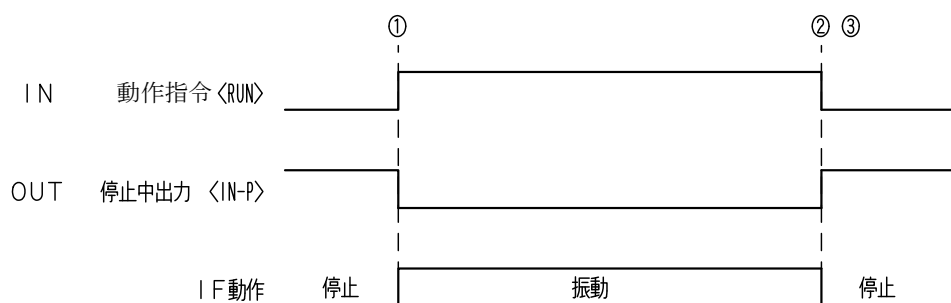 ① ② ③
IN 動作指令〈RUN〉
OUT 停止中出力 〈IN-P〉
IF動作 停止 振動 停止